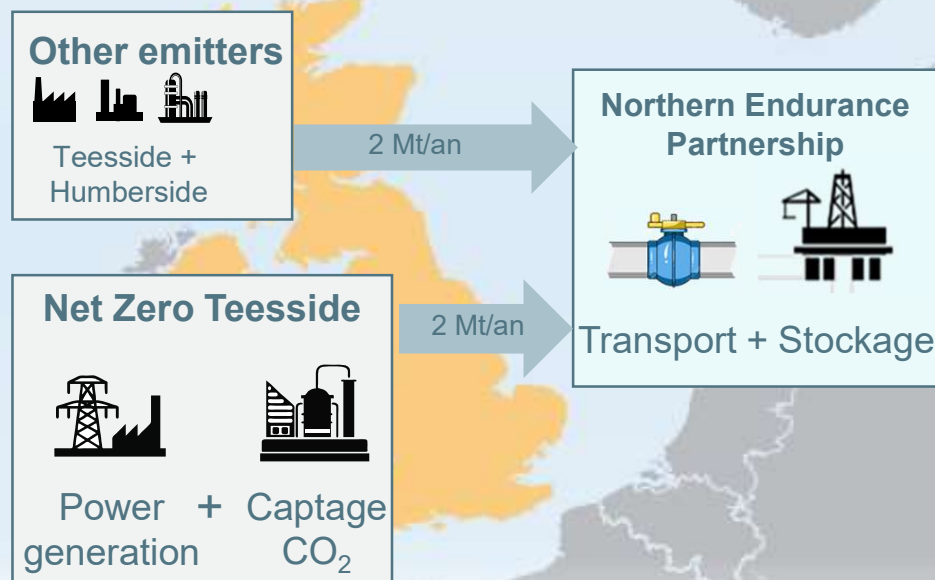 Other emitters
Teesside +
Humberside
2 Mt/an
Northern Endurance
Partnership
Transport + Stockage
Net Zero Teesside
2 Mt/an
Power + Captage
generation CO₂